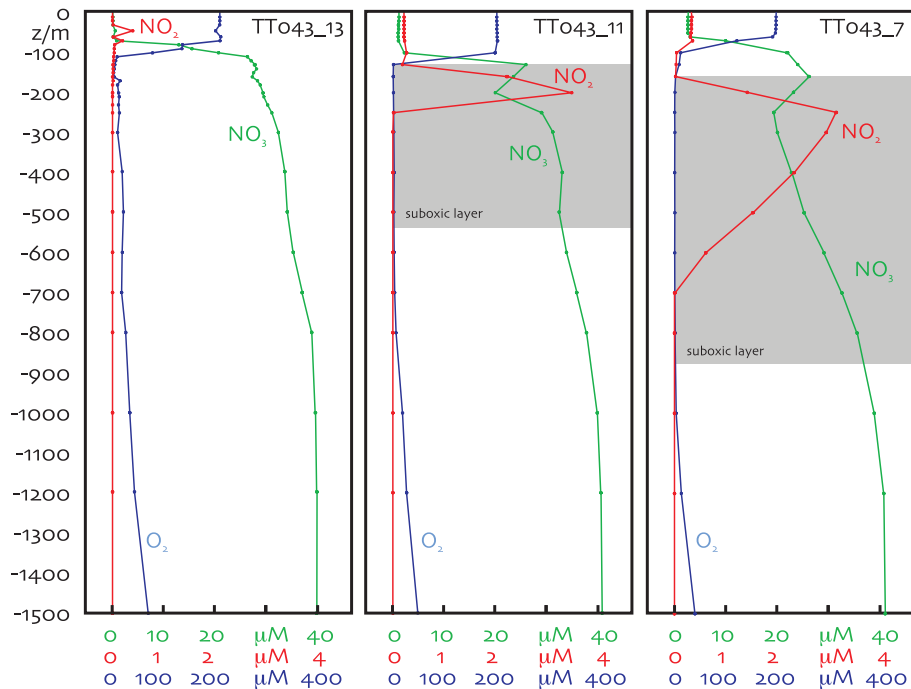 0
z/m
-100
-200
-300
-400
-500
-600
-700
-800
-900
-1000
-1100
-1200
-1300
-1400
-1500
TT043_13
NO₂
NO₃
O₂
TT043_11
NO₂
NO₃
suboxic layer
O₂
TT043_7
NO₂
NO₃
suboxic layer
O₂
0 10 20 μM 40 0 10 20 μM 40 0 10 20 μM 40
0 1 2 μM 4 0 1 2 μM 4 0 1 2 μM 4
0 100 200 μM 400 0 100 200 μM 400 0 100 200 μM 400